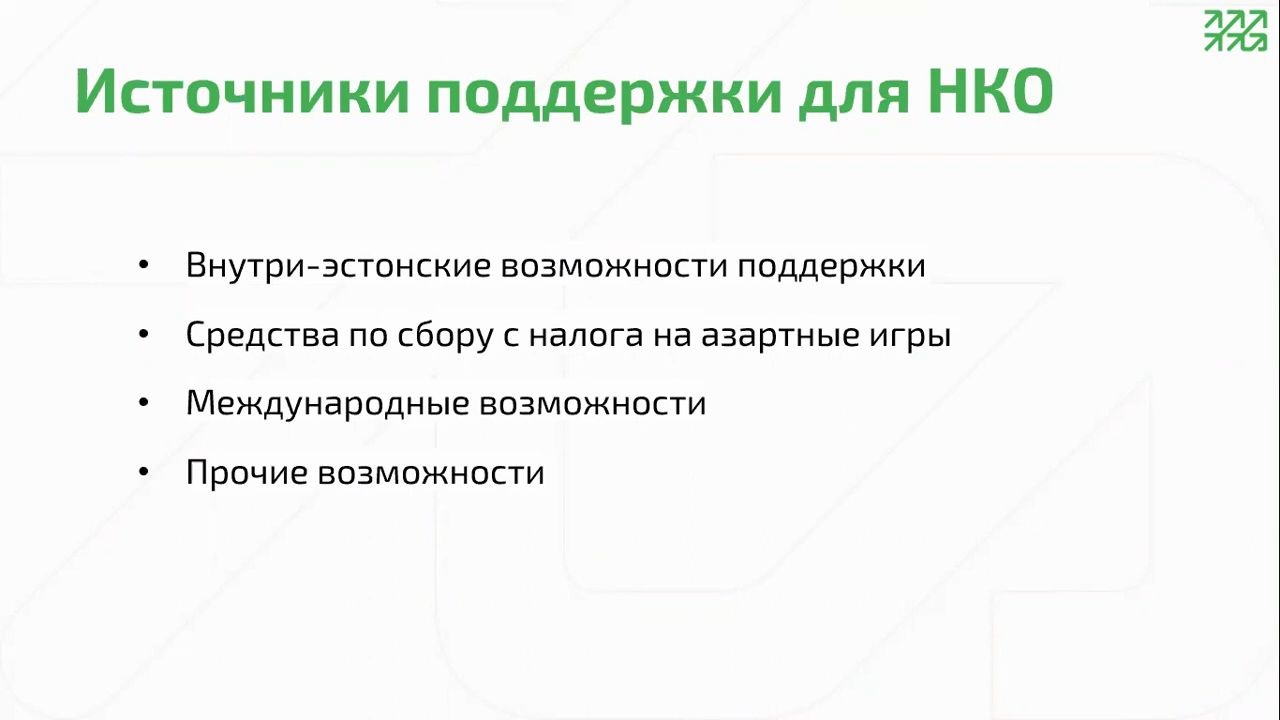 Источники поддержки для НКО
• Внутри-эстонские возможности поддержки
• Средства по сбору с налога на азартные игры
• Международные возможности
• Прочие возможности